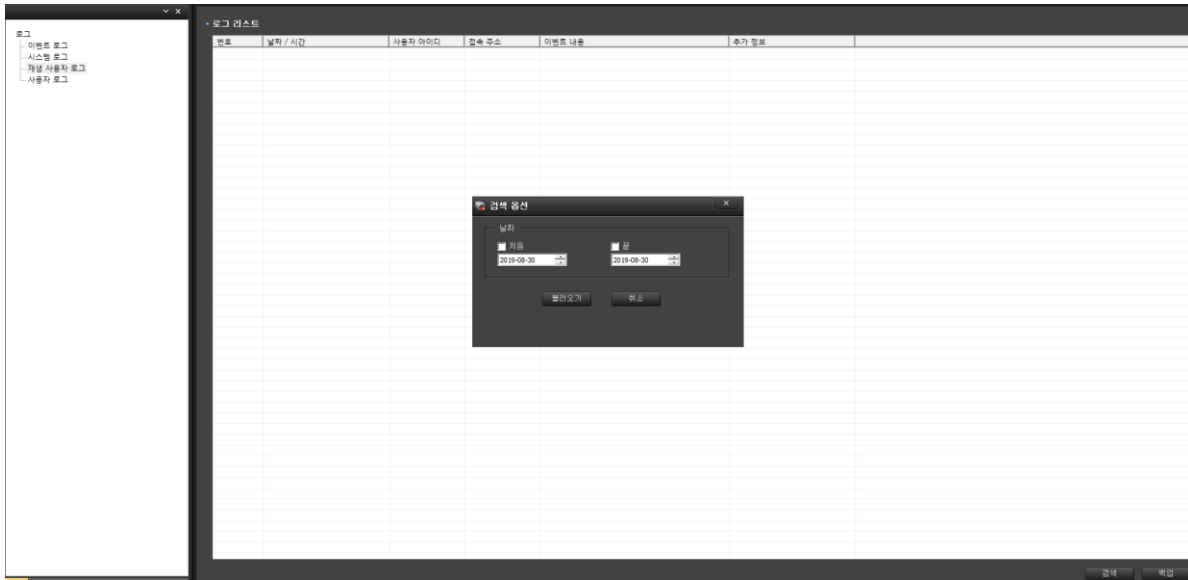 로그
이벤트 로그
시스템 로그
재생 사용자 로그
사용자 로그
로그 리스트
번호 날짜 / 시간 사용자 아이디 접속 주소 이벤트 내용 추가 정보
검색 옵션
날짜
처음 끝
2019-08-30 2019-08-30
불러오기 취소
검색 백업